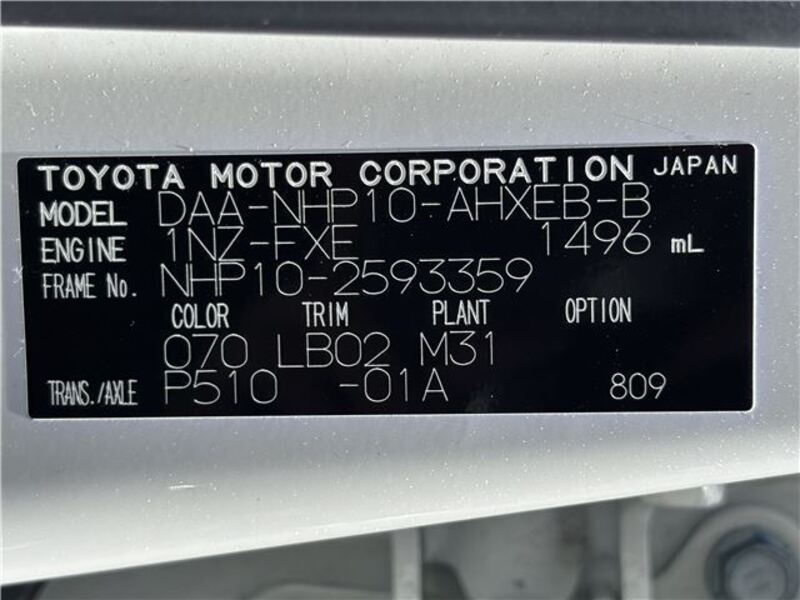 TOYOTA MOTOR CORPORATION JAPAN
MODEL DAA-NHP10-AHXEB-B
ENGINE 1NZ-FXE 1496 mL
FRAME No. NHP10-2593359
COLOR TRIM PLANT OPTION
070 LB02 M31
TRANS./AXLE P510 -01A 809